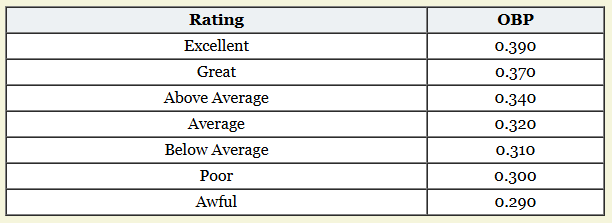 Rating OBP
Excellent 0.390
Great 0.370
Above Average 0.340
Average 0.320
Below Average 0.310
Poor 0.300
Awful 0.290